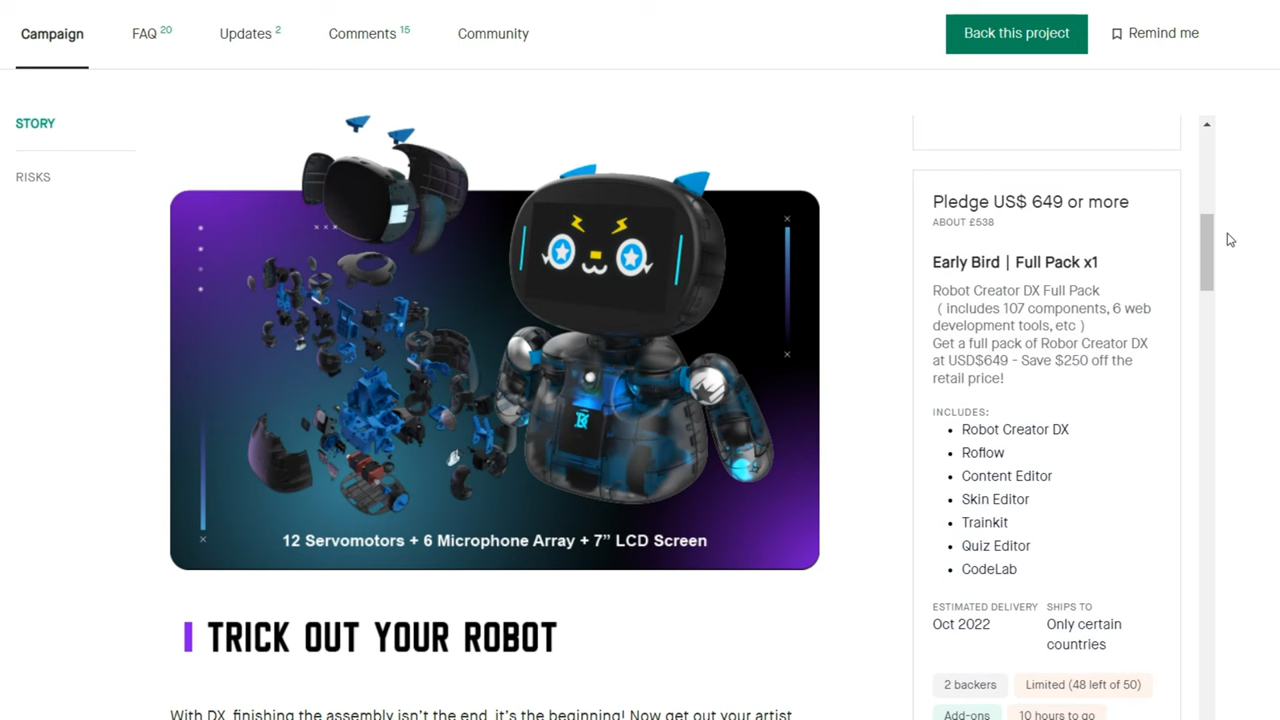 Campaign
FAQ 20
Updates 2
Comments 15
Community
Back this project
Remind me
STORY
RISKS
12 Servomotors + 6 Microphone Array + 7” LCD Screen
TRICK OUT YOUR ROBOT
With DX, finishing the assembly isn’t the end, it’s the beginning! Now get out your artist
Pledge US$ 649 or more
ABOUT £538
Early Bird | Full Pack x1
Robot Creator DX Full Pack
( includes 107 components, 6 web
development tools, etc )
Get a full pack of Robor Creator DX
at USD$649 - Save $250 off the
retail price!
INCLUDES:
• Robot Creator DX
• Roflow
• Content Editor
• Skin Editor
• Trainkit
• Quiz Editor
• CodeLab
ESTIMATED DELIVERY
Oct 2022
SHIPS TO
Only certain
countries
2 backers
Limited (48 left of 50)
Add-ons
10 hours to go